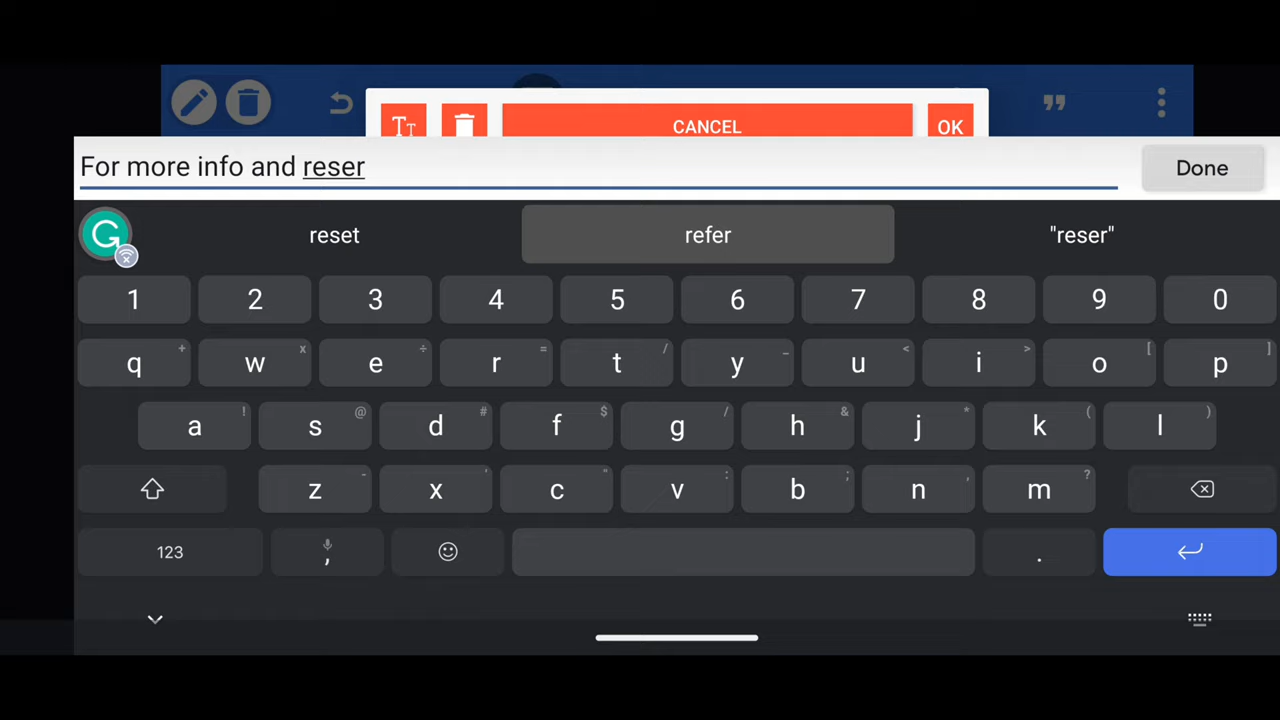 CANCEL
OK
For more info and reser
Done
reset refer "reser"
1 2 3 4 5 6 7 8 9 0
q + w x e ÷ r = t / y _ u < i > o [ p ]
a ! s @ d # f $ g / h & j * k ( l )
z - x ' c " v : b ; n , m ?
123 , .